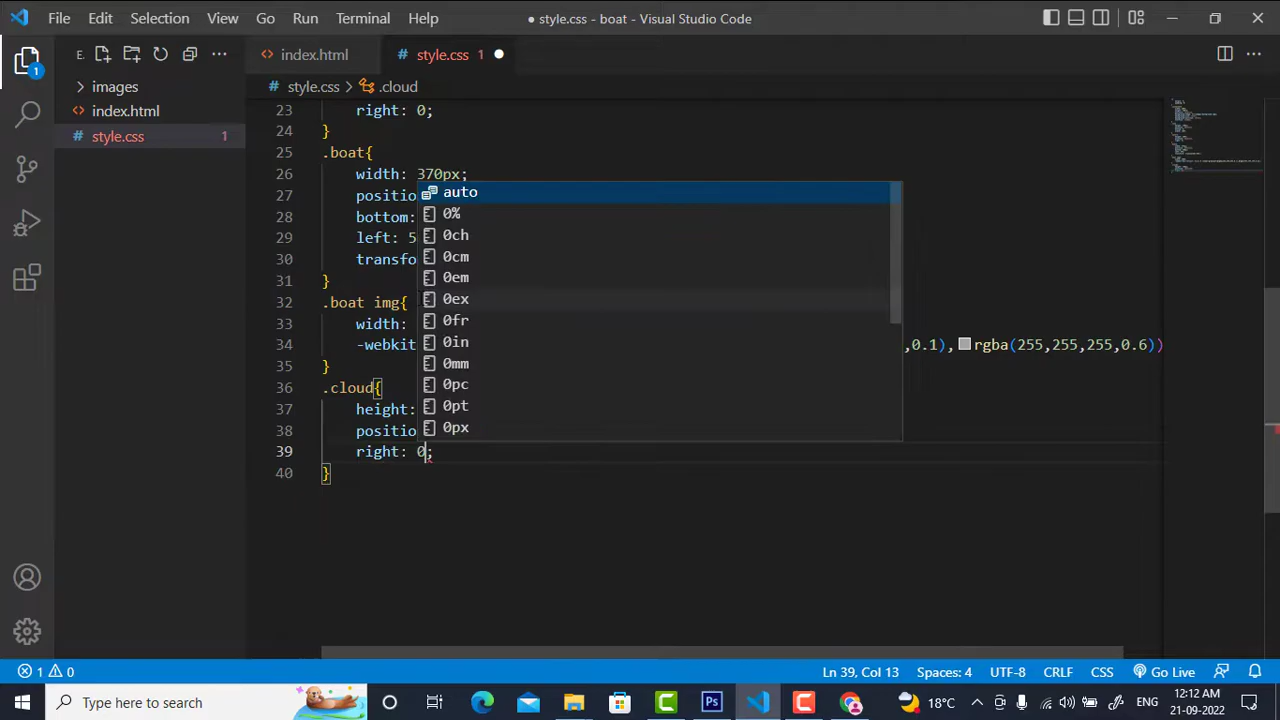 File Edit Selection View Go Run Terminal Help
● style.css - boat - Visual Studio Code
E.
index.html
# style.css 1 ●
1
> images
<> index.html
# style.css 1
# style.css > .cloud
23 right: 0;
24 }
25 .boat{
26 width: 370px;
27 positio
28 bottom:
29 left: 5
30 transfo
31 }
32 .boat img{
33 width:
34 -webkit ,0.1), rgba(255,255,255,0.6))
35 }
36 .cloud{
37 height:
38 positio
39 right: 0;
40 }
auto
0%
0ch
0cm
0em
0ex
0fr
0in
0mm
0pc
0pt
0px
1 0
Ln 39, Col 13 Spaces: 4 UTF-8 CRLF CSS Go Live
Type here to search
18°C ENG
12:12 AM
21-09-2022